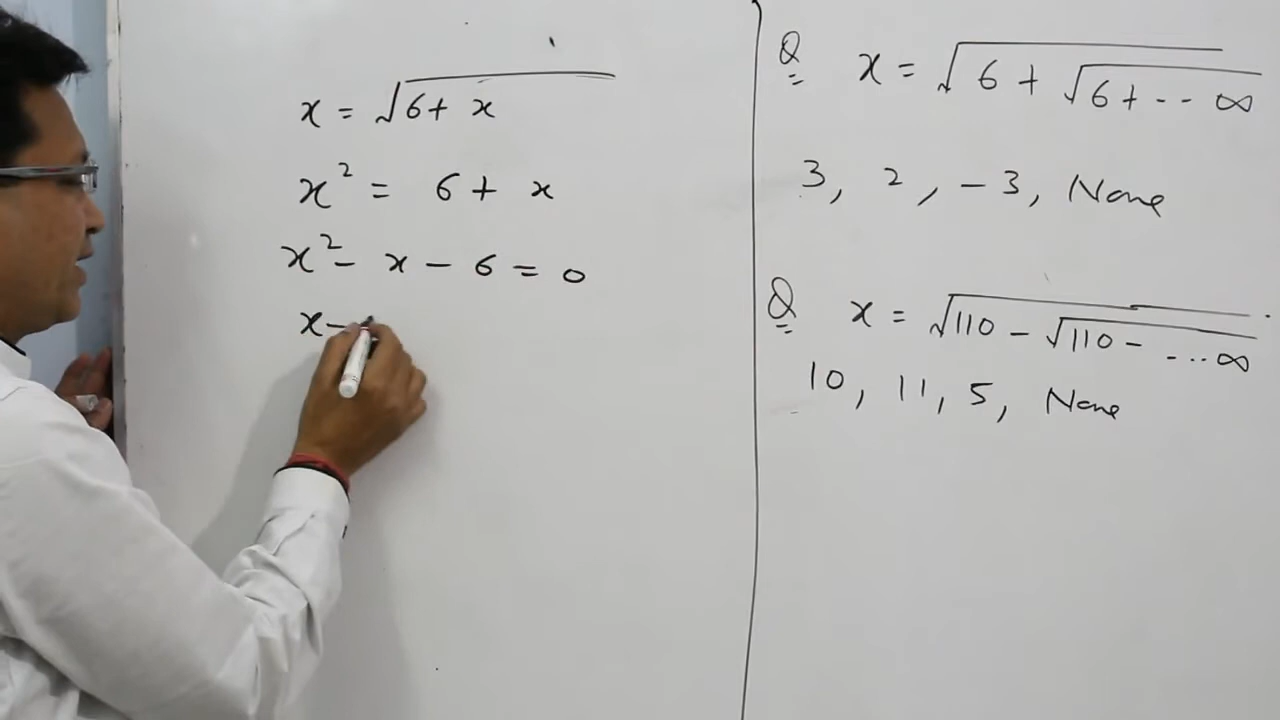 x = √6+ x
x² = 6 + x
x² - x - 6 = 0
x -
Q x = √6 + √6 + - - ∞
3, 2, -3, None
Q x = √110 - √110 - - ... ∞
10, 11, 5, None